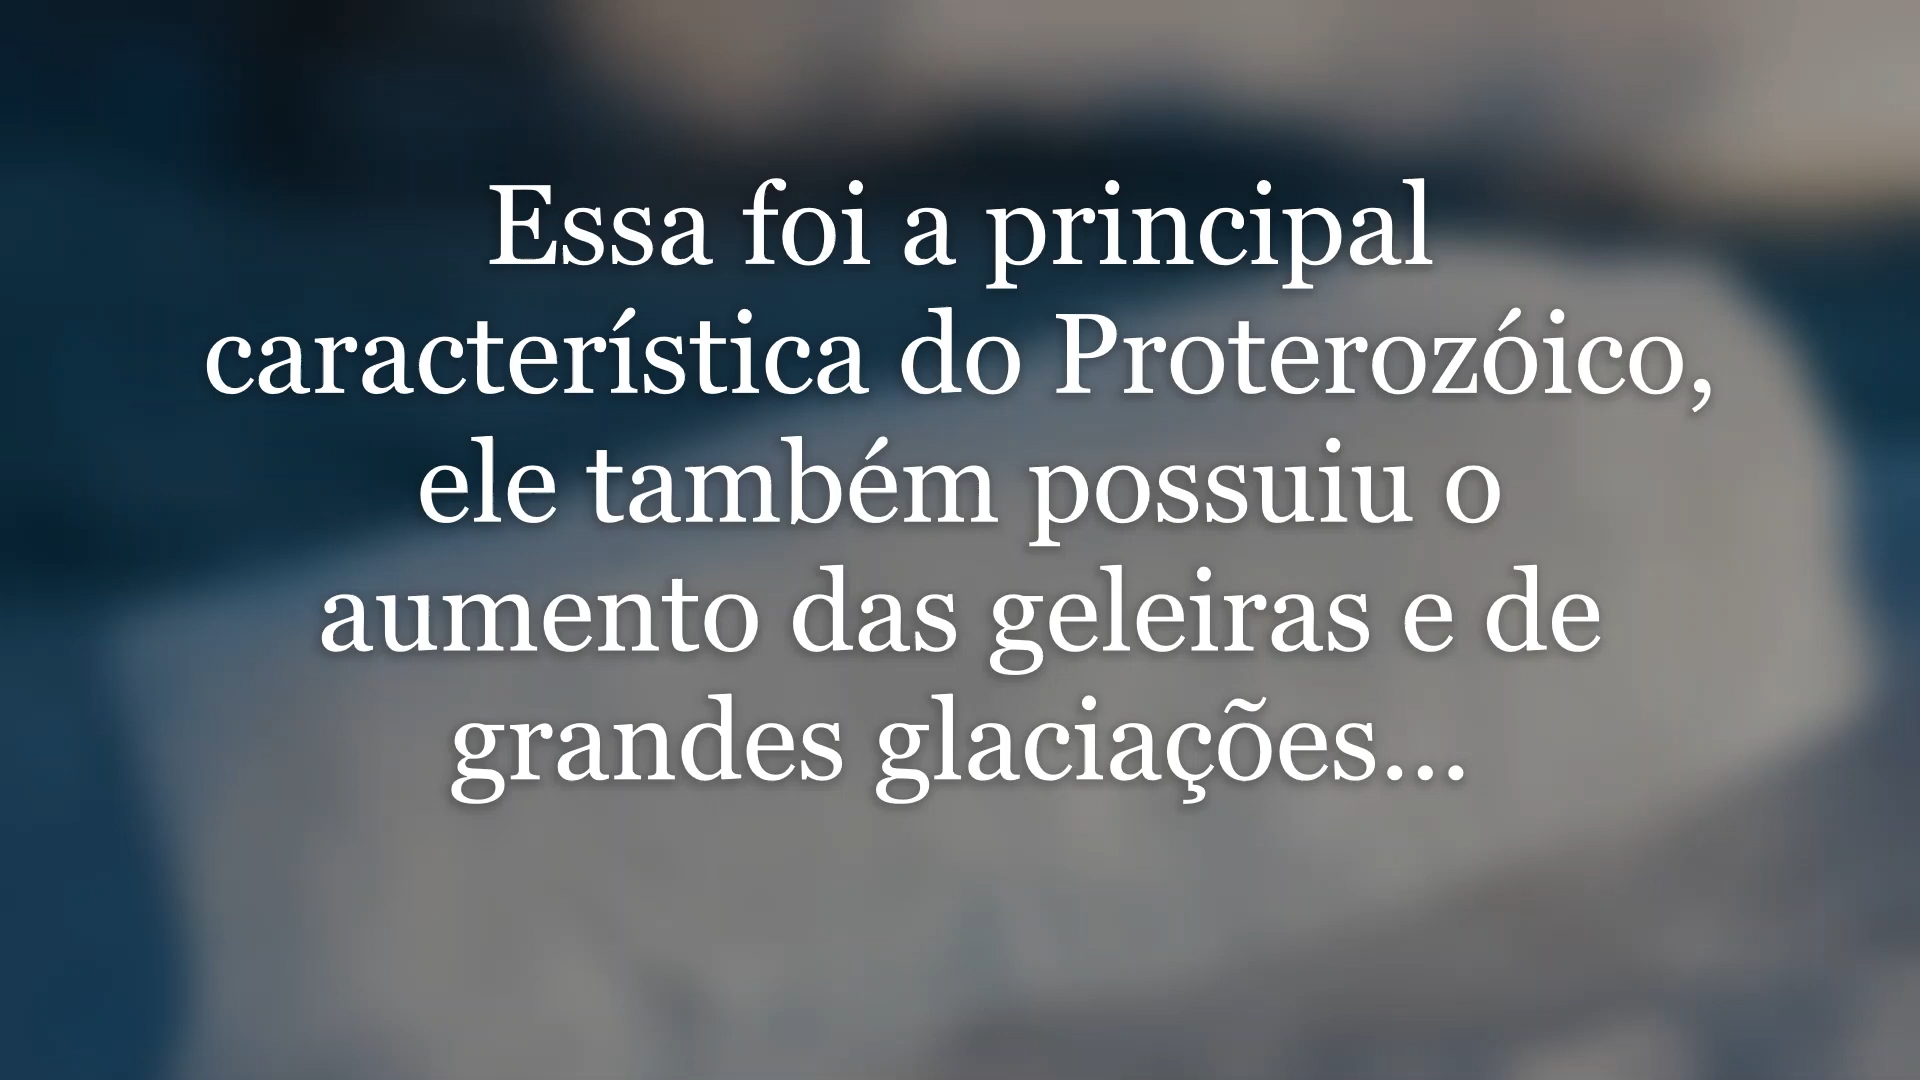 Essa foi a principal
característica do Proterozóico,
ele também possuiu o
aumento das geleiras e de
grandes glaciações...